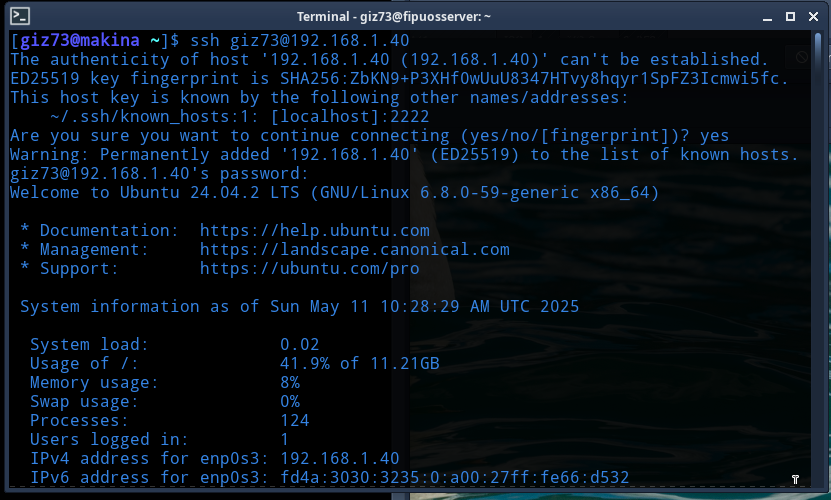 Terminal - giz73@fipuosserver: ~
[giz73@makina ~]$ ssh giz73@192.168.1.40
The authenticity of host '192.168.1.40 (192.168.1.40)' can't be established.
ED25519 key fingerprint is SHA256:ZbKN9+P3XHf0wUuU8347HTvy8hqyr1SpFZ3Icmwi5fc.
This host key is known by the following other names/addresses:
    ~/.ssh/known_hosts:1: [localhost]:2222
Are you sure you want to continue connecting (yes/no/[fingerprint])? yes
Warning: Permanently added '192.168.1.40' (ED25519) to the list of known hosts.
giz73@192.168.1.40's password:
Welcome to Ubuntu 24.04.2 LTS (GNU/Linux 6.8.0-59-generic x86_64)

 * Documentation:  https://help.ubuntu.com
 * Management:     https://landscape.canonical.com
 * Support:        https://ubuntu.com/pro

 System information as of Sun May 11 10:28:29 AM UTC 2025

  System load:             0.02
  Usage of /:              41.9% of 11.21GB
  Memory usage:            8%
  Swap usage:              0%
  Processes:               124
  Users logged in:         1
  IPv4 address for enp0s3: 192.168.1.40
  IPv6 address for enp0s3: fd4a:3030:3235:0:a00:27ff:fe66:d532